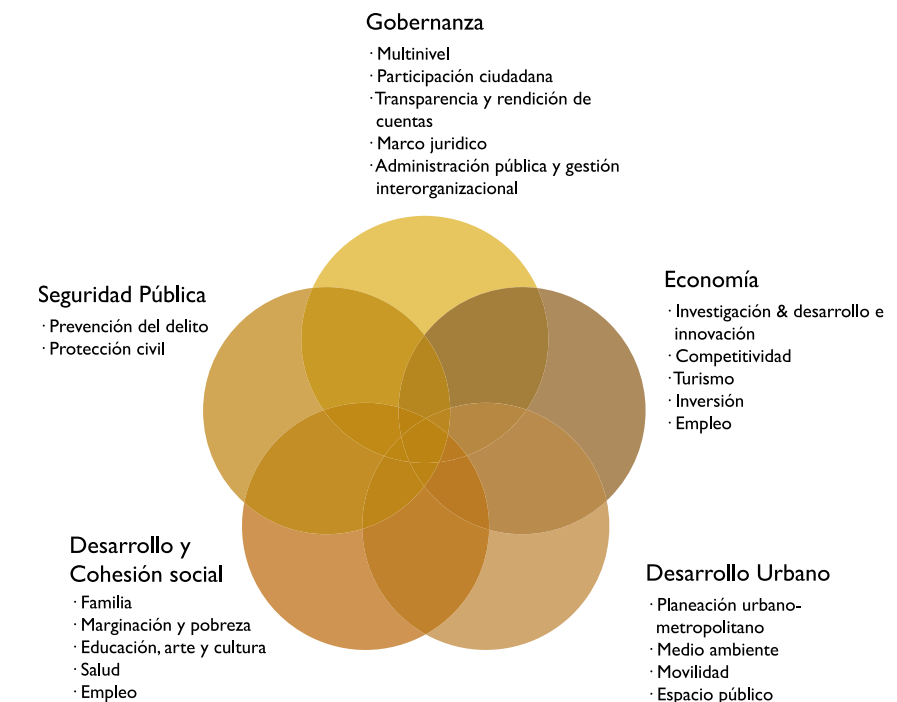 Gobernanza
· Multinivel
· Participación ciudadana
· Transparencia y rendición de
cuentas
· Marco juridico
· Administración pública y gestión
interorganizacional
Seguridad Pública
· Prevención del delito
· Protección civil
Economía
· Investigación & desarrollo e
innovación
· Competitividad
· Turismo
· Inversión
· Empleo
Desarrollo y
Cohesión social
· Familia
· Marginación y pobreza
· Educación, arte y cultura
· Salud
· Empleo
Desarrollo Urbano
· Planeación urbano-
metropolitano
· Medio ambiente
· Movilidad
· Espacio público